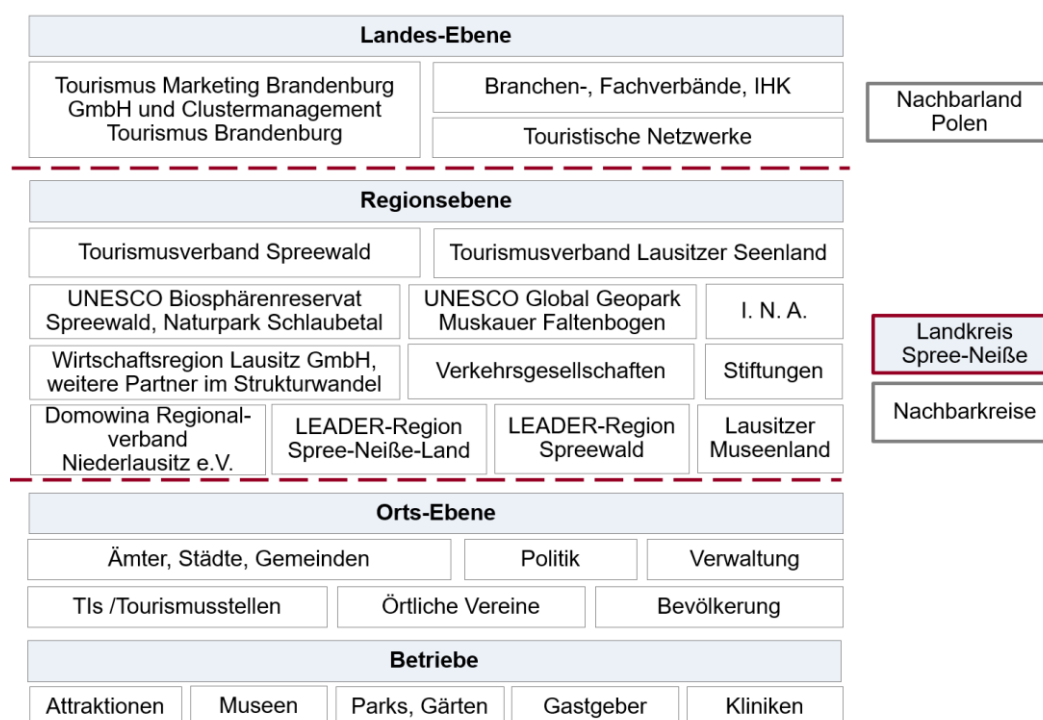 Landes-Ebene
Tourismus Marketing Brandenburg
GmbH und Clustermanagement
Tourismus Brandenburg
Branchen-, Fachverbände, IHK
Touristische Netzwerke
Nachbarland
Polen
Regionsebene
Tourismusverband Spreewald
Tourismusverband Lausitzer Seenland
UNESCO Biosphärenreservat
Spreewald, Naturpark Schlaubetal
UNESCO Global Geopark
Muskauer Faltenbogen
I. N. A.
Wirtschaftsregion Lausitz GmbH,
weitere Partner im Strukturwandel
Verkehrsgesellschaften
Stiftungen
Landkreis
Spree-Neiße
Nachbarkreise
Domowina Regional-
verband
Niederlausitz e.V.
LEADER-Region
Spree-Neiße-Land
LEADER-Region
Spreewald
Lausitzer
Museenland
Orts-Ebene
Ämter, Städte, Gemeinden
Politik
Verwaltung
TIs /Tourismusstellen
Örtliche Vereine
Bevölkerung
Betriebe
Attraktionen
Museen
Parks, Gärten
Gastgeber
Kliniken